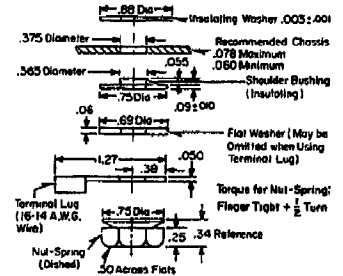 .88 Dia
Insulating Washer .003±.001
.375 Diameter
Recommended Chassis
.078 Maximum
.060 Minimum
.055
.365 Diameter
Shoulder Bushing
(Insulating)
.75 Dia
.09±.010
.06
.69 Dia
Flat Washer (May be
Omitted when Using
Terminal Lug)
1.27
.38
.050
Terminal Lug
(16-14 A.W.G.
Wire)
Torque for Nut-Spring:
Finger Tight + 1/2 Turn
.75 Dia
.25
.34 Reference
Nut-Spring
(Dished)
.50 Across Flats